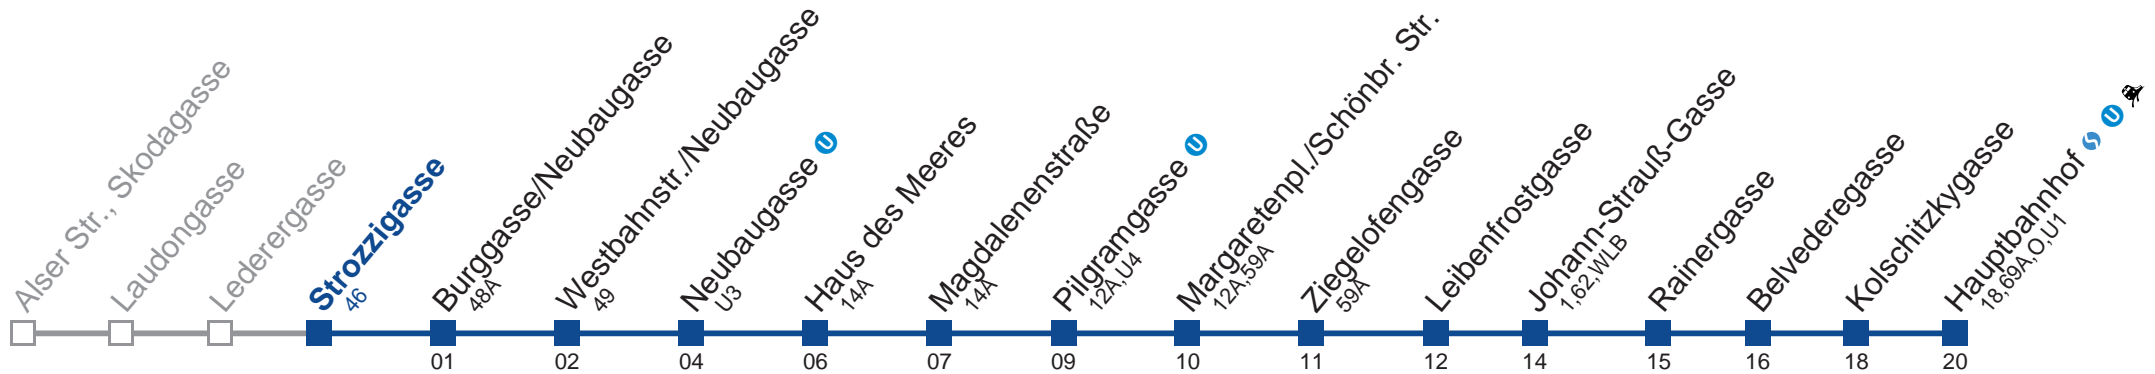 Alser Str., Skodagasse
Laudongasse
Lederergasse
Strozzigasse
46
Burggasse/Neubaugasse
48A
Westbahnstr./Neubaugasse
49
Neubaugasse U
U3
Haus des Meeres
14A
Magdalenenstraße
14A
Pilgramgasse U
12A,U4
Margaretenpl./Schönbr. Str.
12A,59A
Ziegelofengasse
59A
Leibenfrostgasse
Johann-Strauß-Gasse
1,62,WLB
Rainergasse
Belvederegasse
Kolschitzkygasse
Hauptbahnhof S U
18,69A,O,U1
01 02 04 06 07 09 10 11 12 14 15 16 18 20